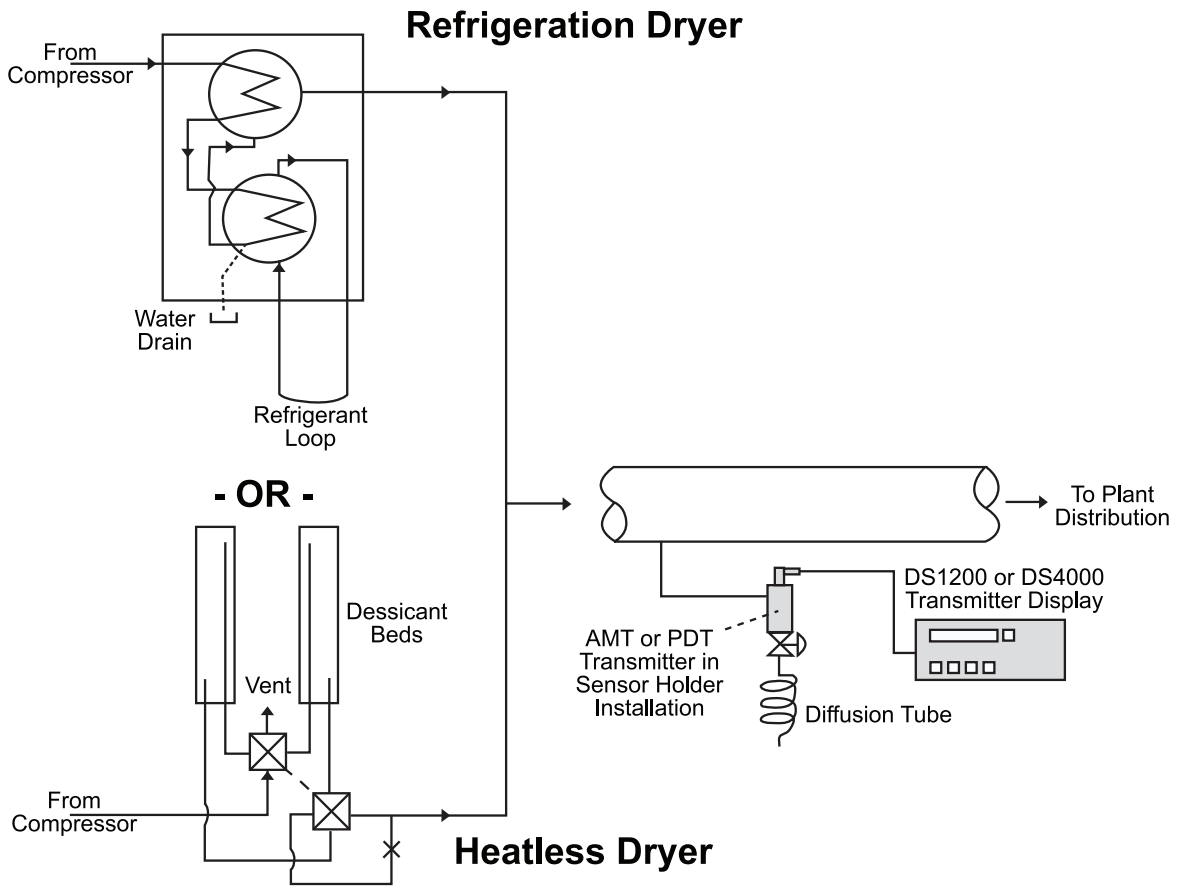 Refrigeration Dryer
From
Compressor
Water
Drain
Refrigerant
Loop
- OR -
To Plant
Distribution
Dessicant
Beds
Vent
DS1200 or DS4000
Transmitter Display
AMT or PDT
Transmitter in
Sensor Holder
Installation
Diffusion Tube
From
Compressor
Heatless Dryer